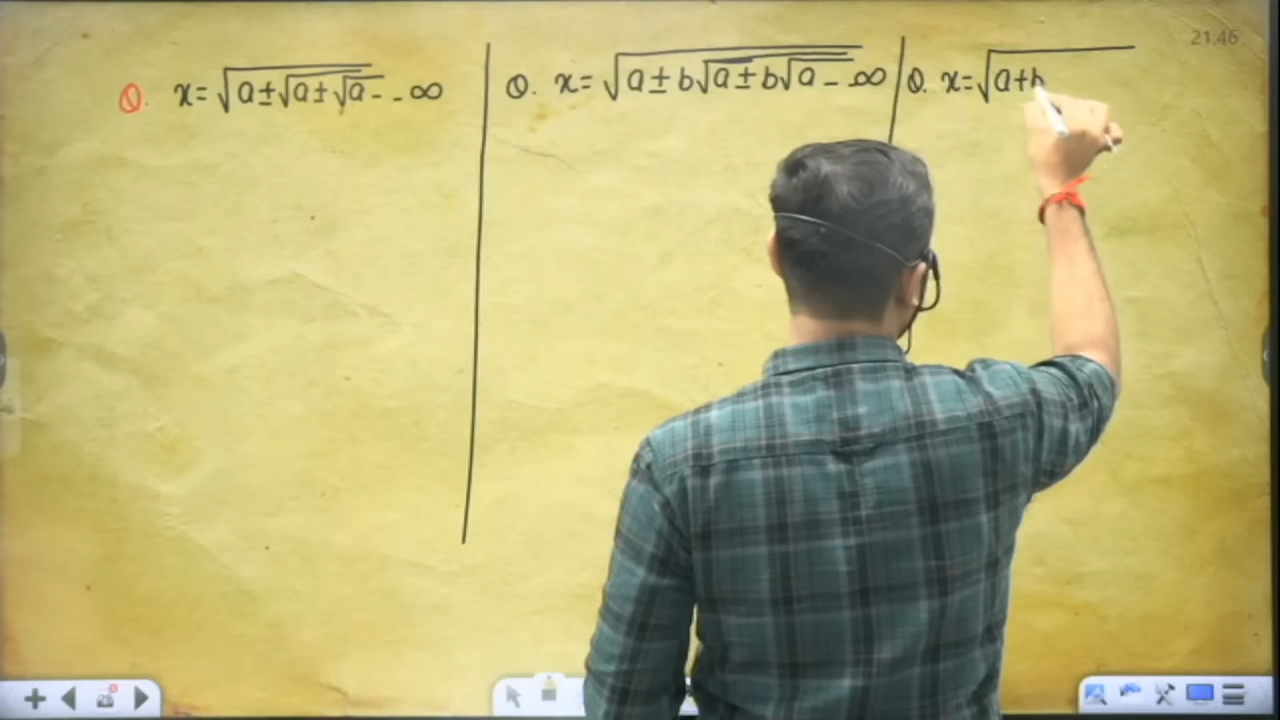 21:46
Q. x=√(a±√(a±√(a--∞
Q. x=√(a±b√(a±b√(a--∞
Q. x=√(a+b